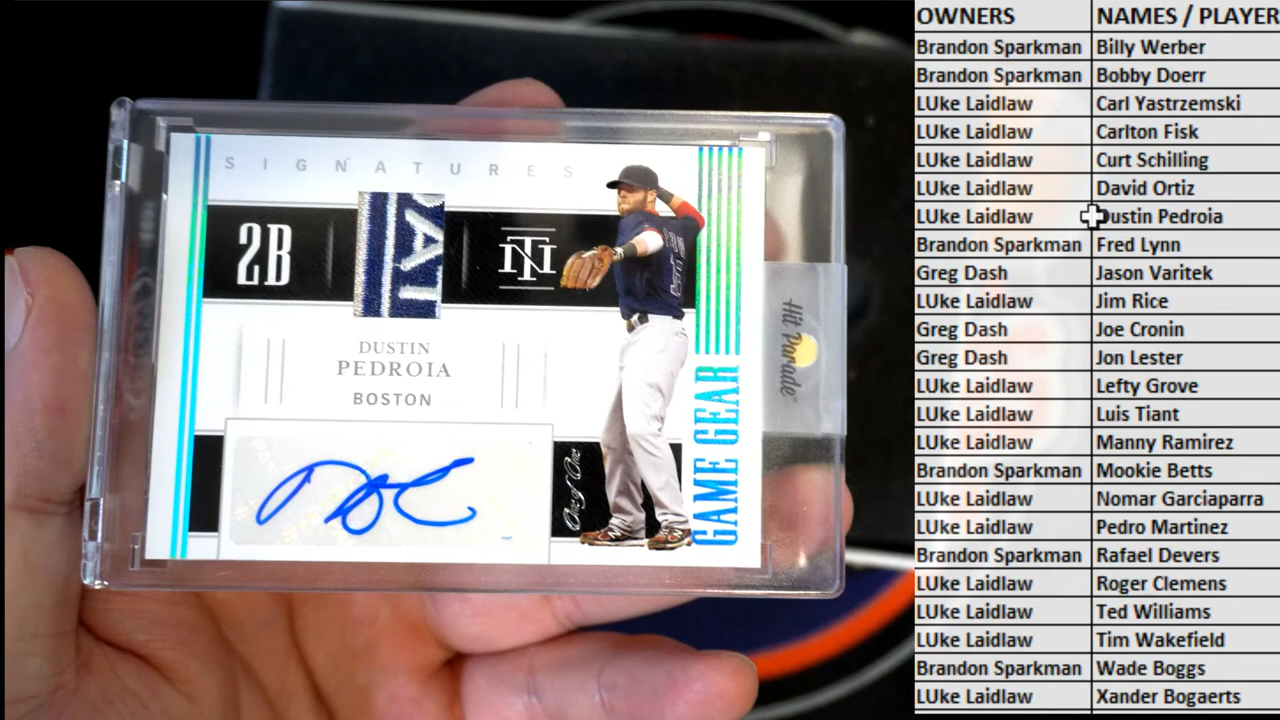 SIGNATURES
2B
NT
DUSTIN
PEDROIA
BOSTON
One of One
GAME GEAR
Hit Parade
OWNERS NAMES / PLAYER
Brandon Sparkman Billy Werber
Brandon Sparkman Bobby Doerr
LUke Laidlaw Carl Yastrzemski
LUke Laidlaw Carlton Fisk
LUke Laidlaw Curt Schilling
LUke Laidlaw David Ortiz
LUke Laidlaw Dustin Pedroia
Brandon Sparkman Fred Lynn
Greg Dash Jason Varitek
LUke Laidlaw Jim Rice
Greg Dash Joe Cronin
Greg Dash Jon Lester
LUke Laidlaw Lefty Grove
LUke Laidlaw Luis Tiant
LUke Laidlaw Manny Ramirez
Brandon Sparkman Mookie Betts
LUke Laidlaw Nomar Garciaparra
LUke Laidlaw Pedro Martinez
Brandon Sparkman Rafael Devers
LUke Laidlaw Roger Clemens
LUke Laidlaw Ted Williams
LUke Laidlaw Tim Wakefield
Brandon Sparkman Wade Boggs
LUke Laidlaw Xander Bogaerts